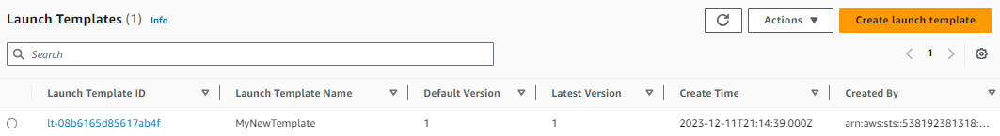 Launch Templates (1) Info
Actions
Create launch template
Search
1
Launch Template ID Launch Template Name Default Version Latest Version Create Time Created By
lt-08b6165d85617ab4f MyNewTemplate 1 1 2023-12-11T21:14:39.000Z arn:aws:sts::538192381318:...